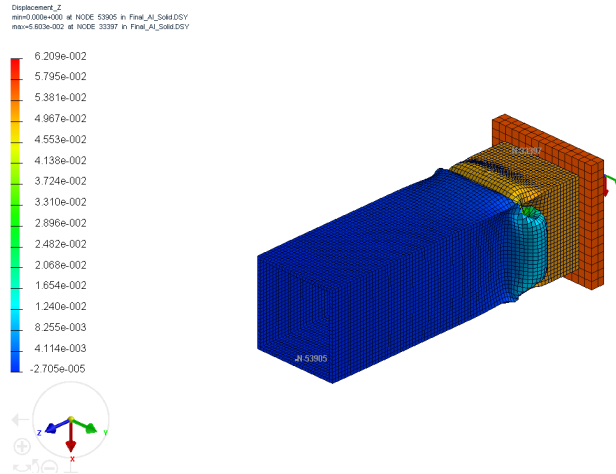 Displacement_Z
min=0.000e+000 at NODE 53905 in Final_Al_Solid.DSY
max=5.603e-002 at NODE 33397 in Final_Al_Solid.DSY
6.209e-002
5.795e-002
5.381e-002
4.967e-002
4.553e-002
4.138e-002
3.724e-002
3.310e-002
2.896e-002
2.482e-002
2.068e-002
1.654e-002
1.240e-002
8.255e-003
4.114e-003
-2.705e-005
N-33397
N-53905
Z
Y
X